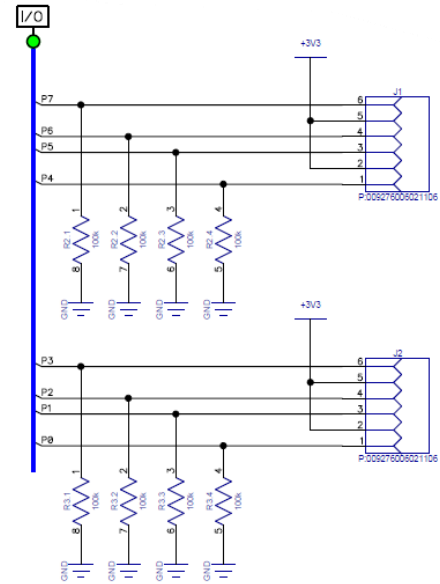 I/O
+3V3
J1
P7
6
5
P6
4
P5
3
2
P4
1
P:009276006021106
1
2
3
4
R2.1
100k
R2.2
100k
R2.3
100k
R2.4
100k
8
7
6
5
GND
GND
GND
GND
+3V3
J2
P3
6
5
P2
4
P1
3
2
P0
1
P:009276006021106
1
2
3
4
R3.1
100k
R3.2
100k
R3.3
100k
R3.4
100k
8
7
6
5
GND
GND
GND
GND